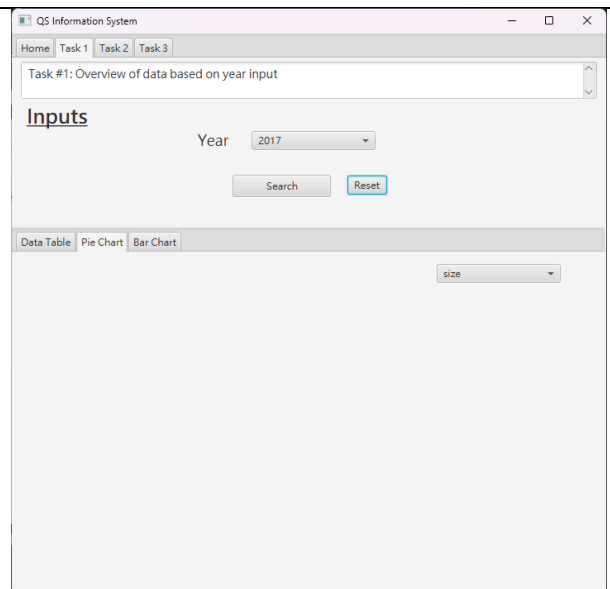 QS Information System
Home Task 1 Task 2 Task 3
Task #1: Overview of data based on year input
Inputs
Year 2017
Search Reset
Data Table Pie Chart Bar Chart
size